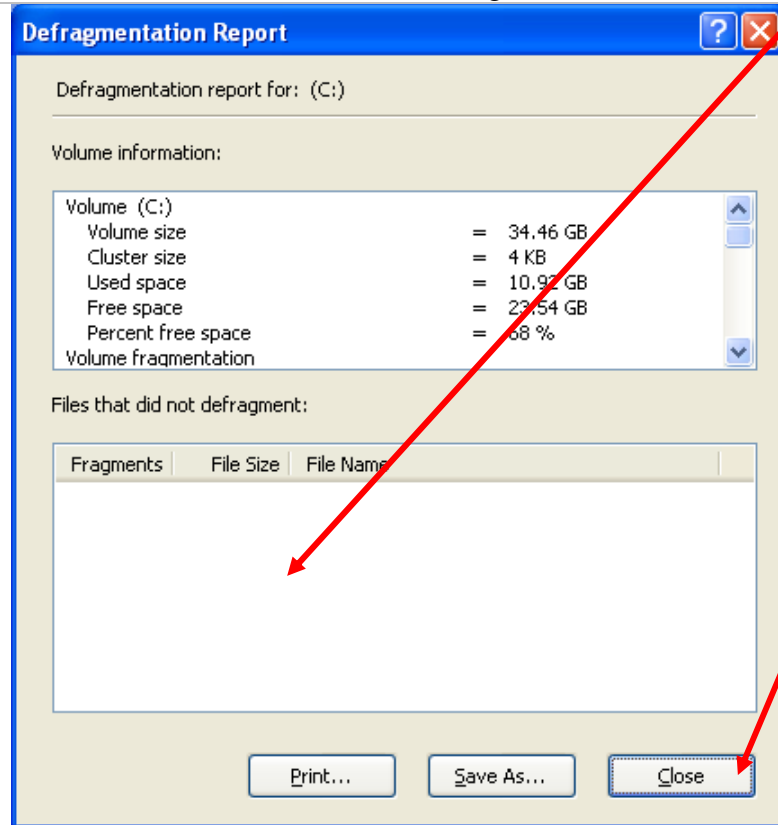 Defragmentation Report
Defragmentation report for: (C:)
Volume information:
Volume (C:)
Volume size = 34.46 GB
Cluster size = 4 KB
Used space = 10.92 GB
Free space = 23.54 GB
Percent free space = 68 %
Volume fragmentation
Files that did not defragment:
Fragments File Size File Name
Print... Save As... Close